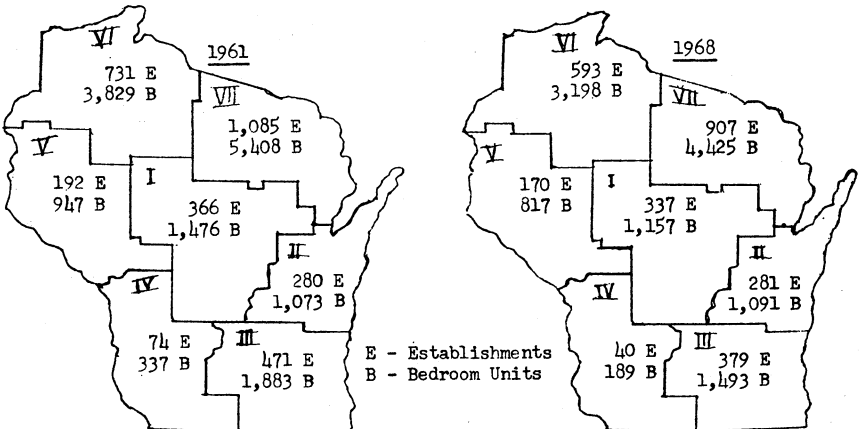 1961
VI
731 E
3,829 B
VII
1,085 E
5,408 B
V
192 E
947 B
I
366 E
1,476 B
II
280 E
1,073 B
IV
74 E
337 B
III
471 E
1,883 B
E - Establishments
B - Bedroom Units
1968
VI
593 E
3,198 B
VII
907 E
4,425 B
V
170 E
817 B
I
337 E
1,157 B
II
281 E
1,091 B
IV
40 E
189 B
III
379 E
1,493 B